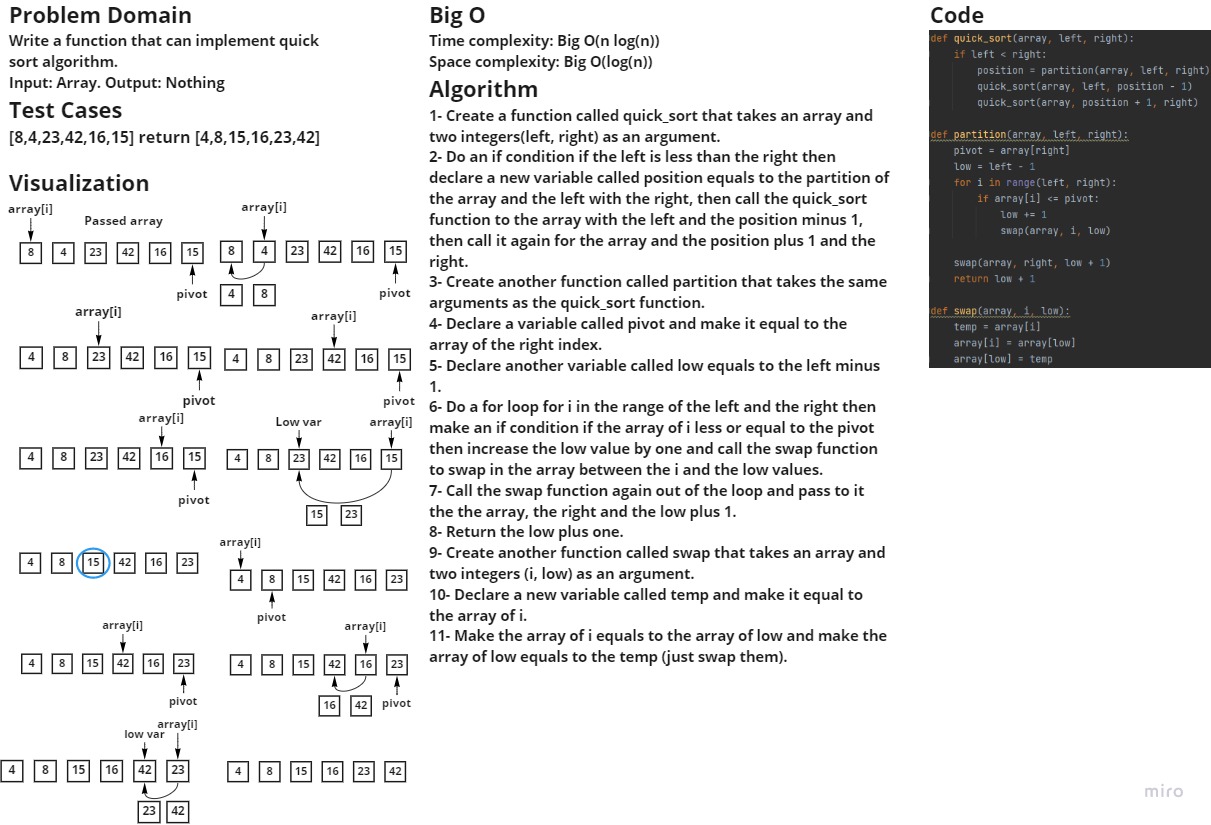 Problem Domain
Write a function that can implement quick
sort algorithm.
Input: Array. Output: Nothing
Test Cases
[8,4,23,42,16,15] return [4,8,15,16,23,42]
Visualization
array[i]
Passed array
8 4 23 42 16 15
pivot
array[i]
8 4 23 42 16 15
4 8
pivot
array[i]
4 8 23 42 16 15
pivot
array[i]
4 8 23 42 16 15
pivot
array[i]
4 8 23 42 16 15
pivot
Low var
array[i]
4 8 23 42 16 15
15 23
4 8 15 42 16 23
array[i]
4 8 15 42 16 23
pivot
array[i]
4 8 15 42 16 23
pivot
array[i]
4 8 15 42 16 23
16 42
pivot
low var
array[i]
4 8 15 16 42 23
23 42
4 8 15 16 23 42
Big O
Time complexity: Big O(n log(n))
Space complexity: Big O(log(n))
Algorithm
1- Create a function called quick_sort that takes an array and
two integers(left, right) as an argument.
2- Do an if condition if the left is less than the right then
declare a new variable called position equals to the partition of
the array and the left with the right, then call the quick_sort
function to the array with the left and the position minus 1,
then call it again for the array and the position plus 1 and the
right.
3- Create another function called partition that takes the same
arguments as the quick_sort function.
4- Declare a variable called pivot and make it equal to the
array of the right index.
5- Declare another variable called low equals to the left minus
1.
6- Do a for loop for i in the range of the left and the right then
make an if condition if the array of i less or equal to the pivot
then increase the low value by one and call the swap function
to swap in the array between the i and the low values.
7- Call the swap function again out of the loop and pass to it
the the array, the right and the low plus 1.
8- Return the low plus one.
9- Create another function called swap that takes an array and
two integers (i, low) as an argument.
10- Declare a new variable called temp and make it equal to
the array of i.
11- Make the array of i equals to the array of low and make the
array of low equals to the temp (just swap them).
Code
def quick_sort(array, left, right):
if left < right:
position = partition(array, left, right)
quick_sort(array, left, position - 1)
quick_sort(array, position + 1, right)
def partition(array, left, right):
pivot = array[right]
low = left - 1
for i in range(left, right):
if array[i] <= pivot:
low += 1
swap(array, i, low)
swap(array, right, low + 1)
return low + 1
def swap(array, i, low):
temp = array[i]
array[i] = array[low]
array[low] = temp
miro